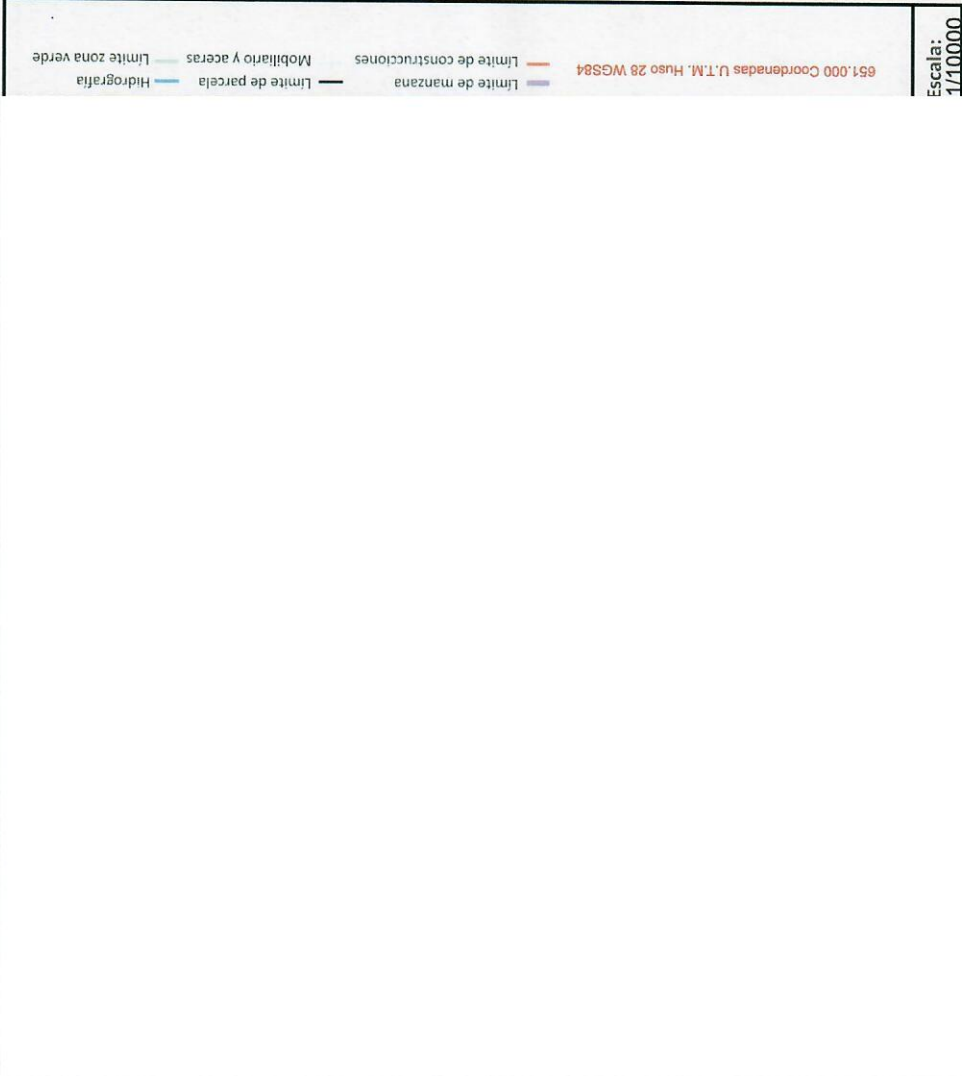 651.000 Coordenadas U.T.M. Huso 28 WGS84
Límite de manzana
Límite de construcciones
Límite de parcela
Mobiliario y aceras
Hidrografía
Límite zona verde
Escala:
1/10000